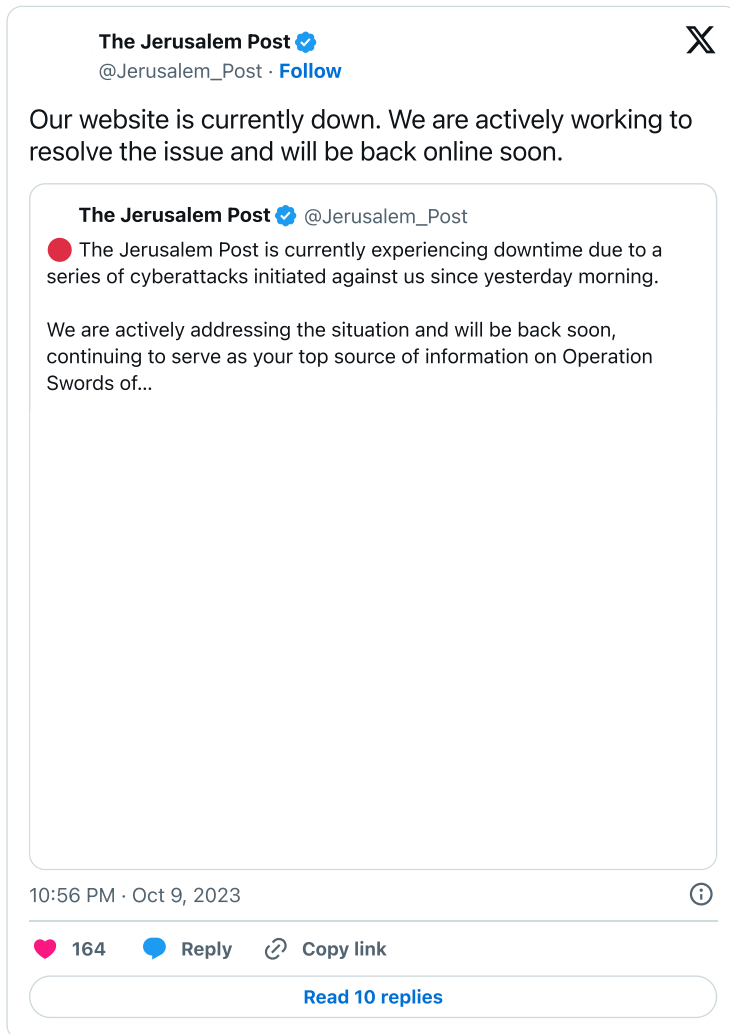 The Jerusalem Post
@Jerusalem_Post · Follow
Our website is currently down. We are actively working to
resolve the issue and will be back online soon.
The Jerusalem Post @Jerusalem_Post
🔴 The Jerusalem Post is currently experiencing downtime due to a
series of cyberattacks initiated against us since yesterday morning.
We are actively addressing the situation and will be back soon,
continuing to serve as your top source of information on Operation
Swords of...
10:56 PM · Oct 9, 2023
164 Reply Copy link
Read 10 replies